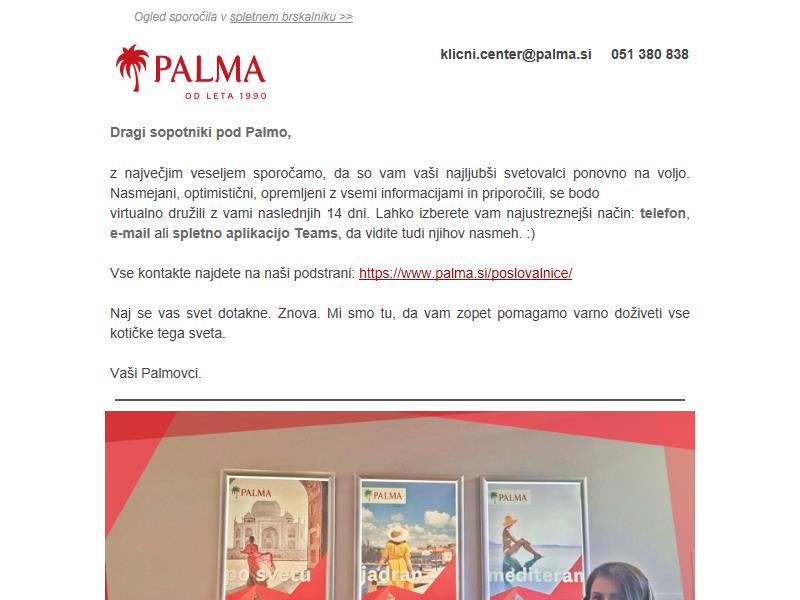 Ogled sporočila v spletnem brskalniku >>
PALMA
OD LETA 1990
klicni.center@palma.si 051 380 838
Dragi sopotniki pod Palmo,
z največjim veseljem sporočamo, da so vam vaši najljubši svetovalci ponovno na voljo.
Nasmejani, optimistični, opremljeni z vsemi informacijami in priporočili, se bodo
virtualno družili z vami naslednjih 14 dni. Lahko izberete vam najustreznejši način: telefon,
e-mail ali spletno aplikacijo Teams, da vidite tudi njihov nasmeh. :)
Vse kontakte najdete na naši podstrani: https://www.palma.si/poslovalnice/
Naj se vas svet dotakne. Znova. Mi smo tu, da vam zopet pomagamo varno doživeti vse
kotičke tega sveta.
Vaši Palmovci.
PALMA
PALMA
PALMA
po svetu
jadran
mediteran